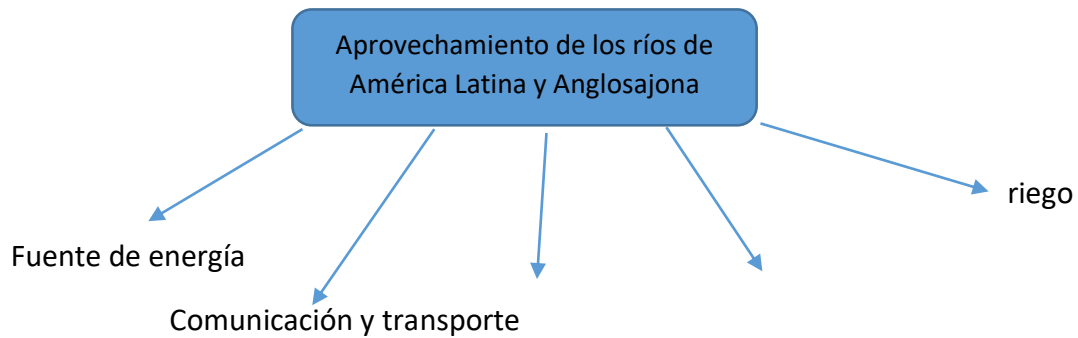 Aprovechamiento de los ríos de
América Latina y Anglosajona
riego
Fuente de energía
Comunicación y transporte